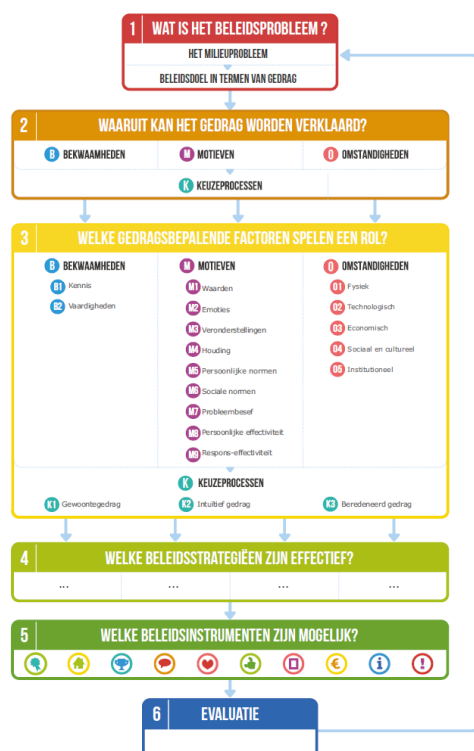 1 WAT IS HET BELEIDSPROBLEEM ?
HET MILIEUPROBLEM
BELEIDSDOEL IN TERMEN VAN GEDRAG
2 WAARUIT KAN HET GEDRAG WORDEN VERKLAARD?
B BEKWAAMHEDEN
M MOTIEVEN
O OMSTANDIGHEDEN
K KEUZEPROCESSEN
3 WELKE GEDRAGSBEPALENDE FACTOREN SPELEN EEN ROL?
B BEKWAAMHEDEN
B1 Kennis
B2 Vaardigheden
M MOTIEVEN
M1 Waarden
M2 Emoties
M3 Veronderstellingen
M4 Houding
M5 Persoonlijke normen
M6 Sociale normen
M7 Probleembesef
M8 Persoonlijke effectiviteit
M9 Respons-effectiviteit
O OMSTANDIGHEDEN
O1 Fysiek
O2 Technologisch
O3 Economisch
O4 Sociaal en cultureel
O5 Institutioneel
K KEUZEPROCESSEN
K1 Gewoontegedrag
K2 Intuïtief gedrag
K3 Beredeneerd gedrag
4 WELKE BELEIDSSTRATEGIËEN ZIJN EFFECTIEF?
... ... ... ...
5 WELKE BELEIDSINSTRUMENTEN ZIJN MOGELIJK?
€ i !
6 EVALUATIE